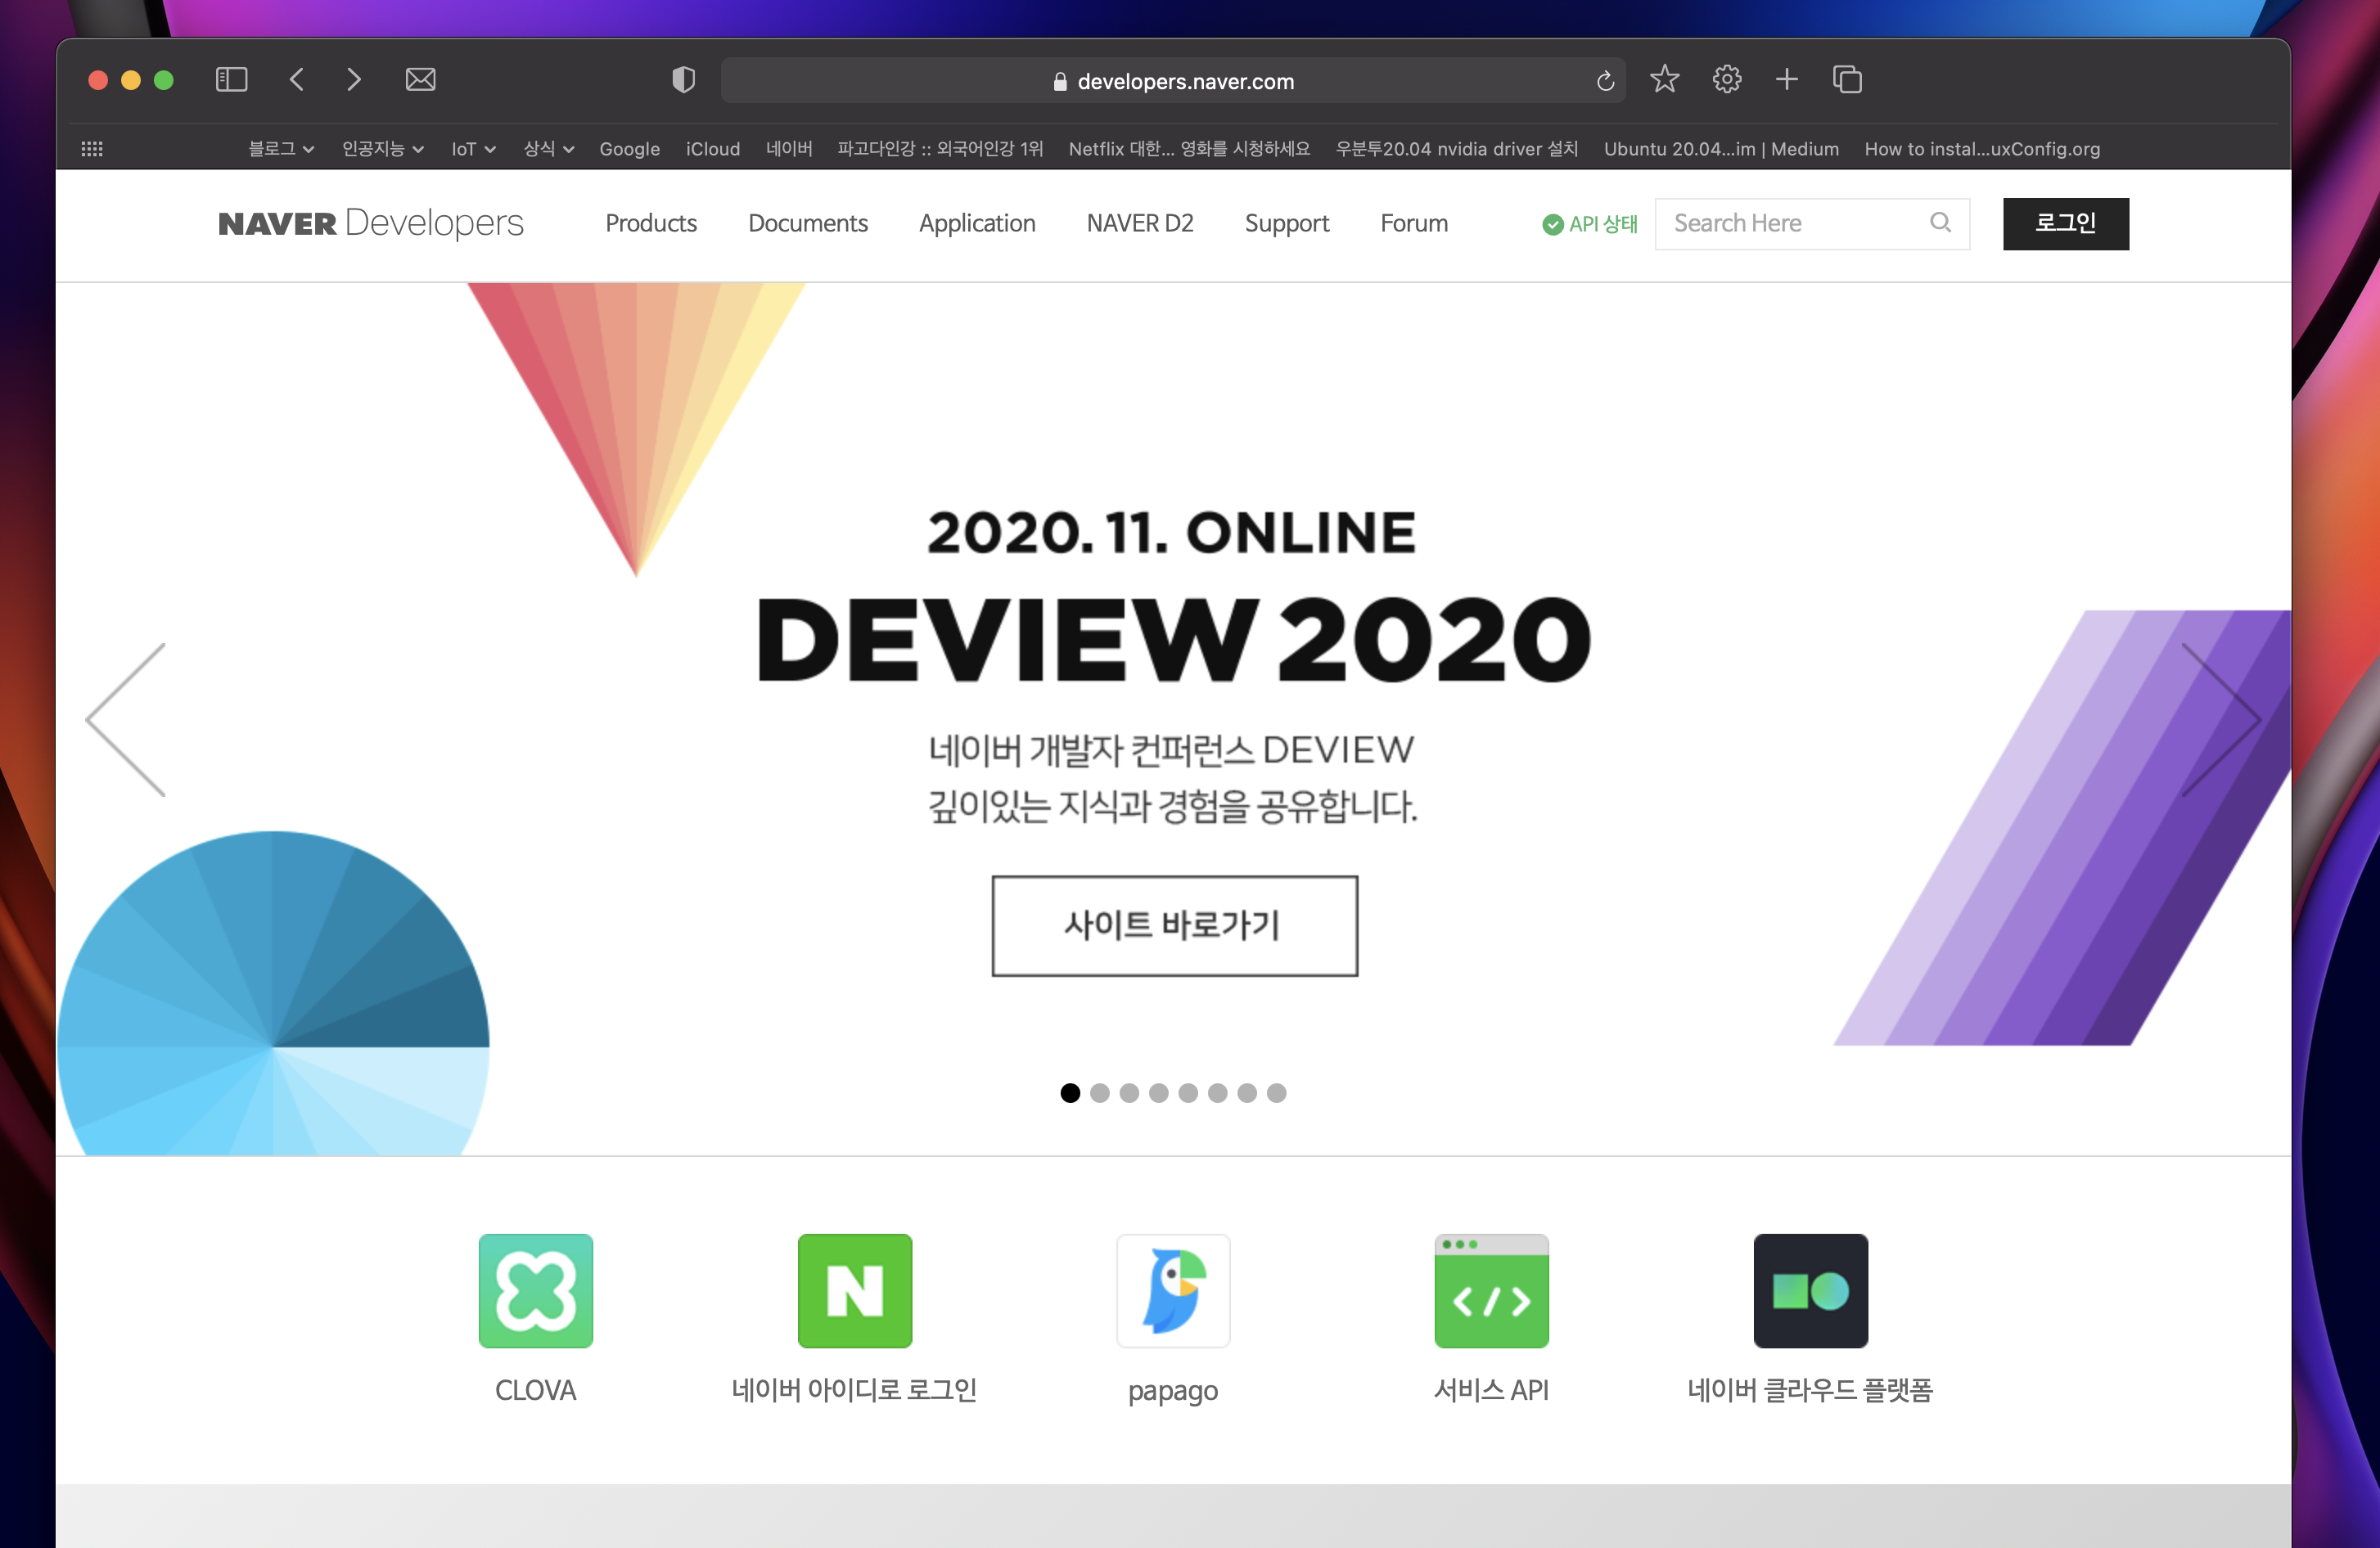 developers.naver.com
블로그 인공지능 IoT 상식 Google iCloud 네이버 파고다인강 :: 외국어인강 1위 Netflix 대한... 영화를 시청하세요 우분투20.04 nvidia driver 설치 Ubuntu 20.04...im | Medium How to instal...uxConfig.org
NAVER Developers Products Documents Application NAVER D2 Support Forum API 상태 Search Here 로그인
2020. 11. ONLINE
DEVIEW 2020
네이버 개발자 컨퍼런스 DEVIEW
깊이있는 지식과 경험을 공유합니다.
사이트 바로가기
N
</>
CLOVA 네이버 아이디로 로그인 papago 서비스 API 네이버 클라우드 플랫폼